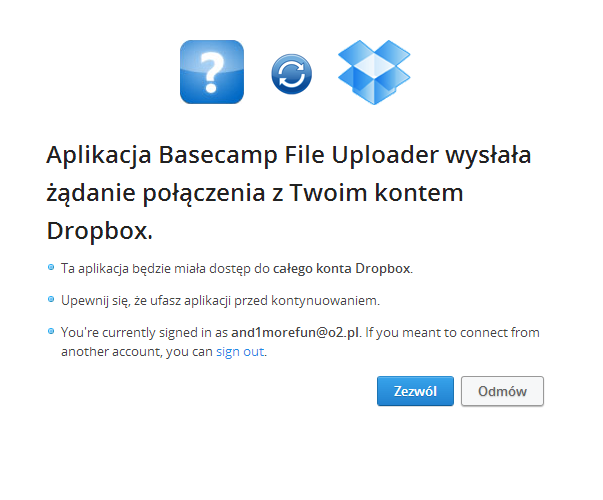 ?
Aplikacja Basecamp File Uploader wysłała
żądanie połączenia z Twoim kontem
Dropbox.
Ta aplikacja będzie miała dostęp do całego konta Dropbox.
Upewnij się, że ufasz aplikacji przed kontynuowaniem.
You're currently signed in as and1morefun@o2.pl. If you meant to connect from
another account, you can sign out.
Zezwól Odmów